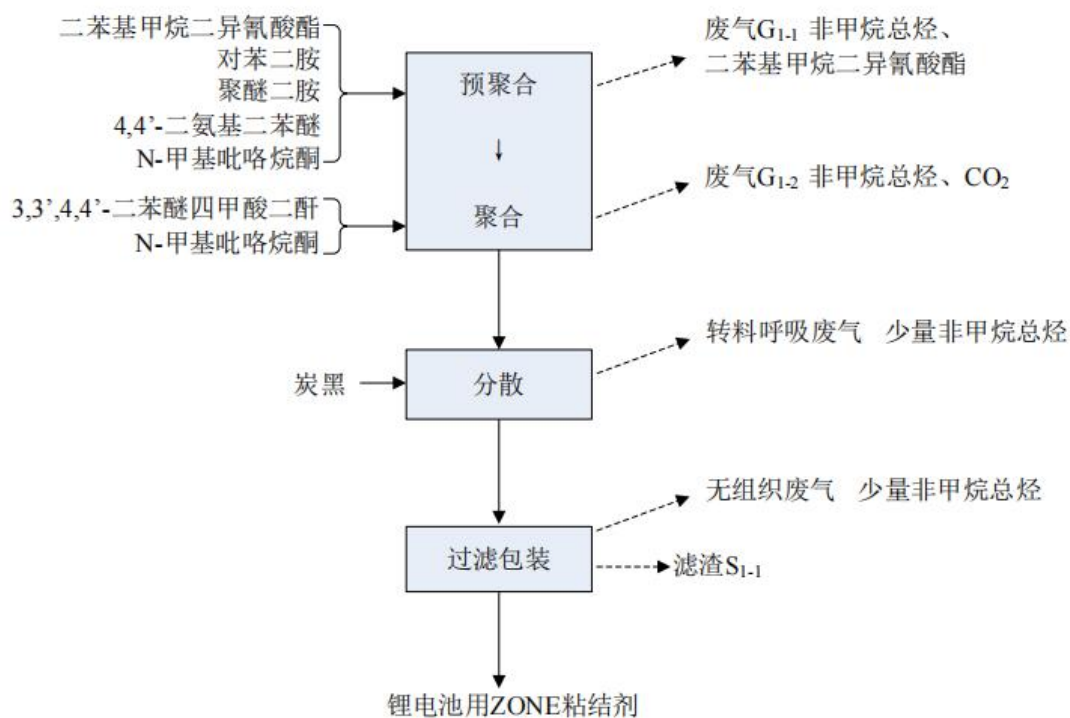 二苯基甲烷二异氰酸酯
对苯二胺
聚醚二胺
4,4’-二氨基二苯醚
N-甲基吡咯烷酮
预聚合
废气G1-1 非甲烷总烃、
二苯基甲烷二异氰酸酯
↓
3,3’,4,4’-二苯醚四甲酸二酐
N-甲基吡咯烷酮
聚合
废气G1-2 非甲烷总烃、CO2
炭黑
分散
转料呼吸废气 少量非甲烷总烃
过滤包装
无组织废气 少量非甲烷总烃
滤渣S1-1
锂电池用ZONE粘结剂